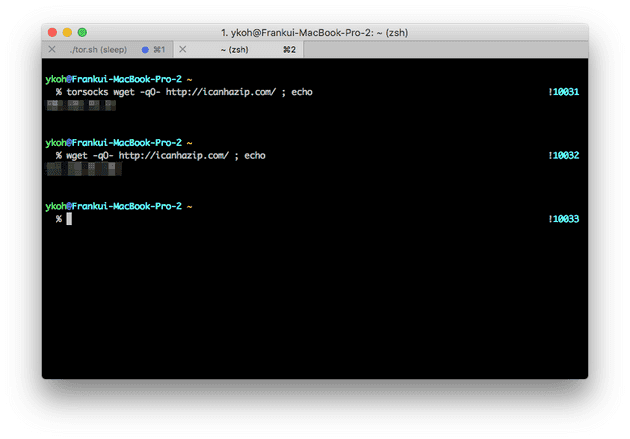 1. ykoh@Frankui-MacBook-Pro-2: ~ (zsh)
./tor.sh (sleep) ⌘1 ~ (zsh) ⌘2
ykoh@Frankui-MacBook-Pro-2 ~
% torsocks wget -qO- http://icanhazip.com/ ; echo !10031
ykoh@Frankui-MacBook-Pro-2 ~
% wget -qO- http://icanhazip.com/ ; echo !10032
ykoh@Frankui-MacBook-Pro-2 ~
% !10033